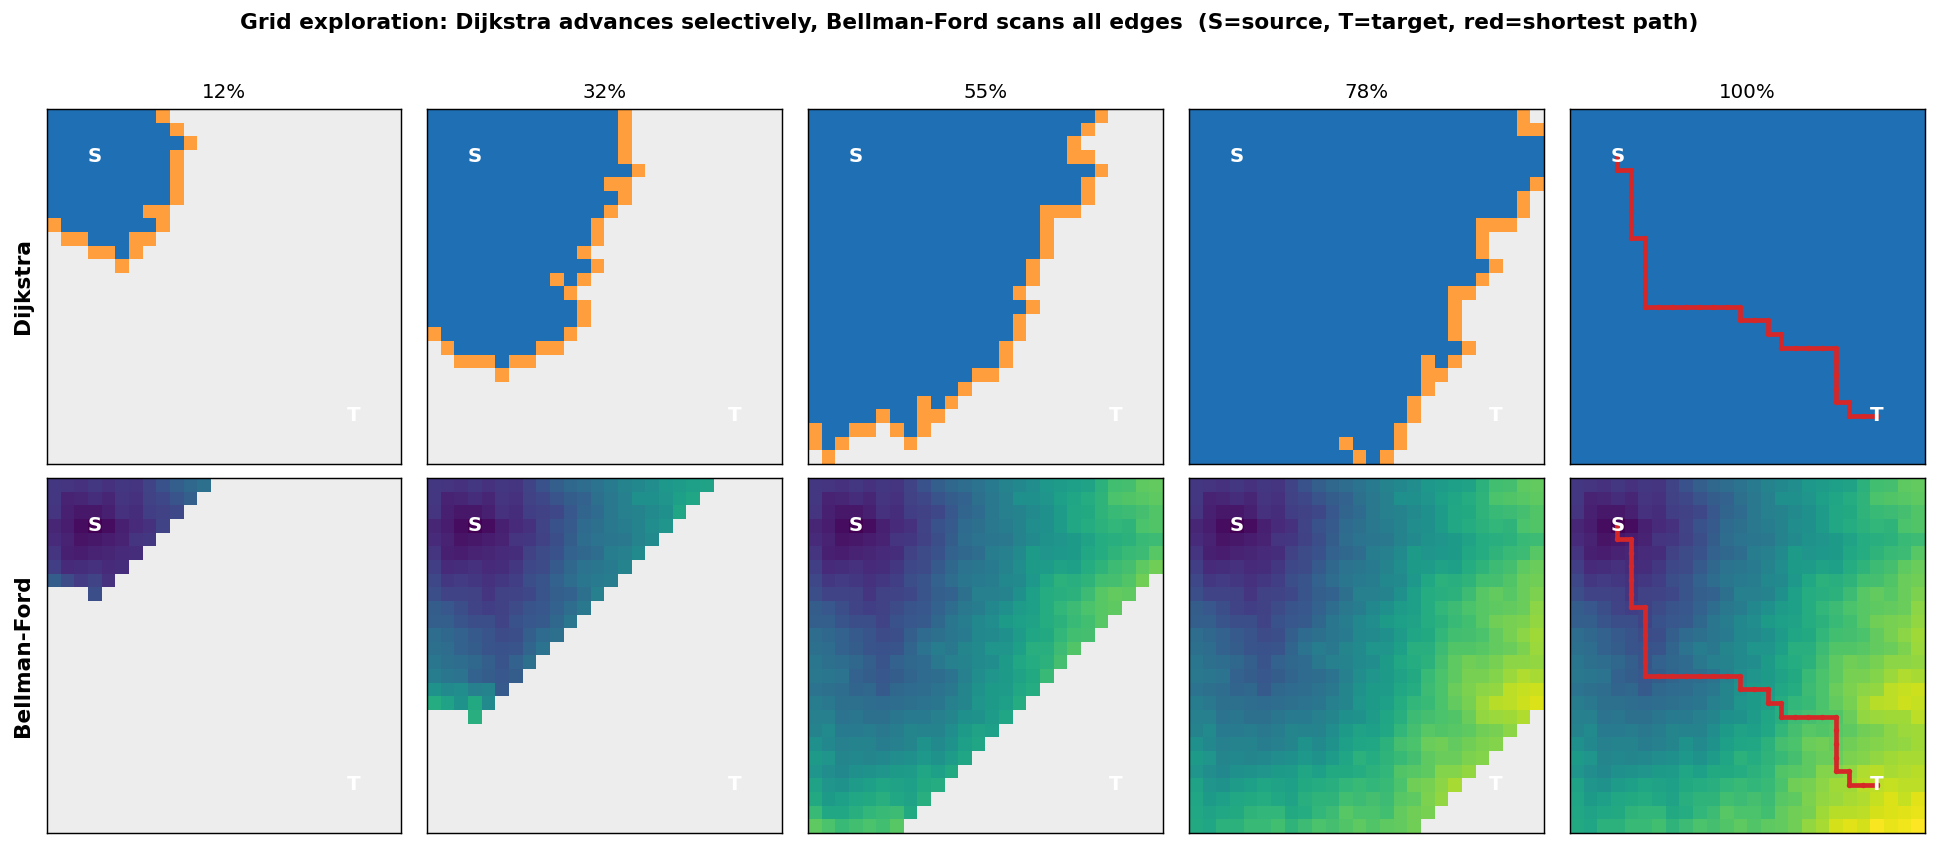 Grid exploration: Dijkstra advances selectively, Bellman-Ford scans all edges  (S=source, T=target, red=shortest path)
12%
32%
55%
78%
100%
Dijkstra
S
T
S
T
S
T
S
T
S
T
Bellman-Ford
S
T
S
T
S
T
S
T
S
T